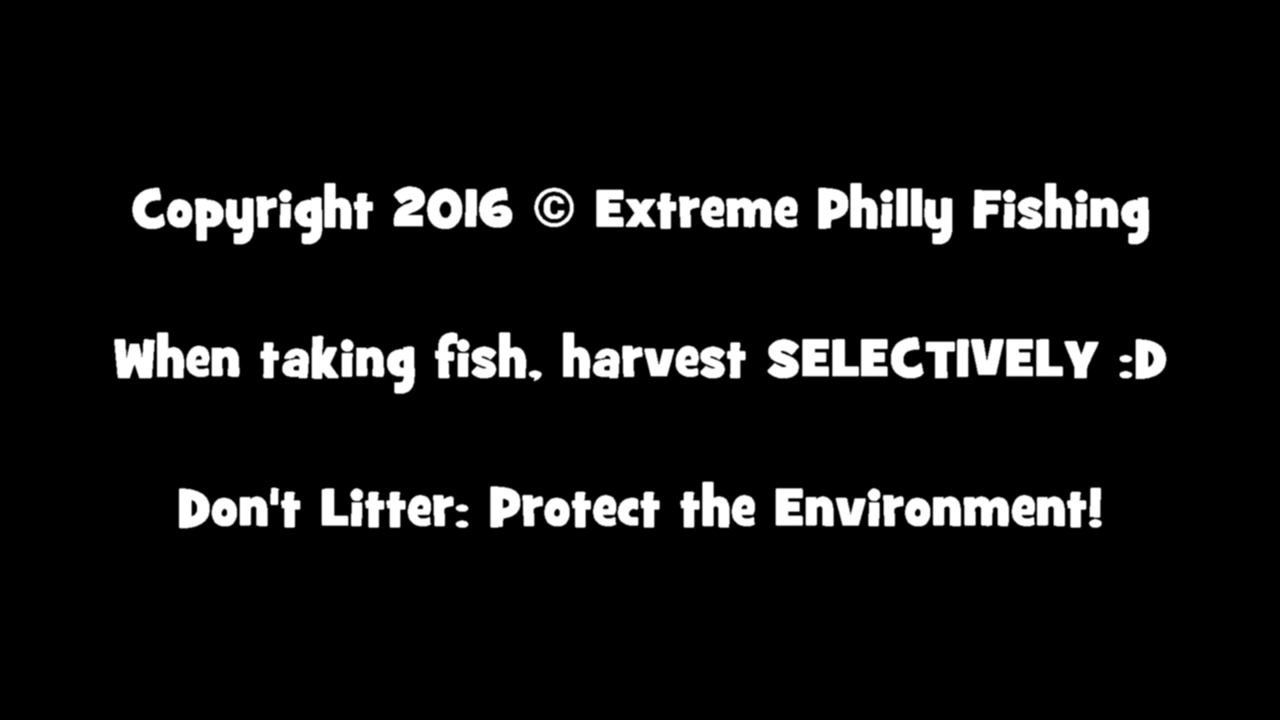 Copyright 2016 © Extreme Philly Fishing
When taking fish, harvest SELECTIVELY :D
Don't Litter: Protect the Environment!